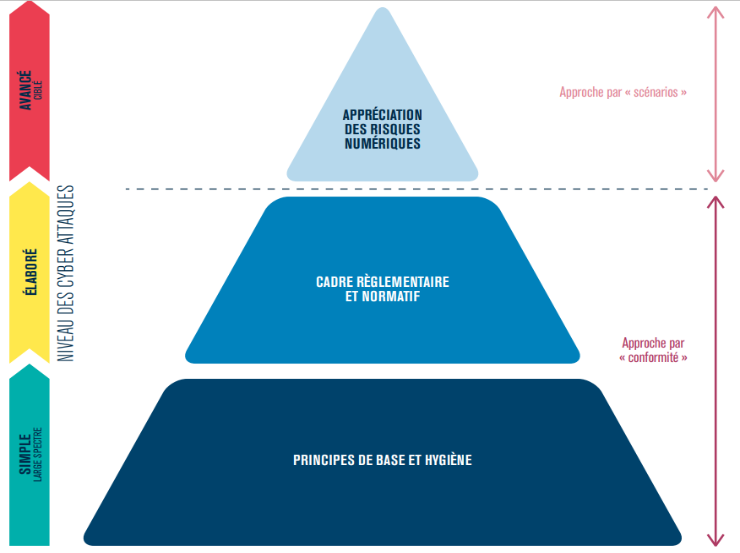 AVANCÉ
CIBLÉ
APPRÉCIATION
DES RISQUES
NUMÉRIQUES
Approche par « scénarios »
NIVEAU DES CYBER ATTAQUES
ÉLABORÉ
CADRE RÈGLEMENTAIRE
ET NORMATIF
Approche par
« conformité »
SIMPLE
LARGE SPECTRE
PRINCIPES DE BASE ET HYGIÈNE